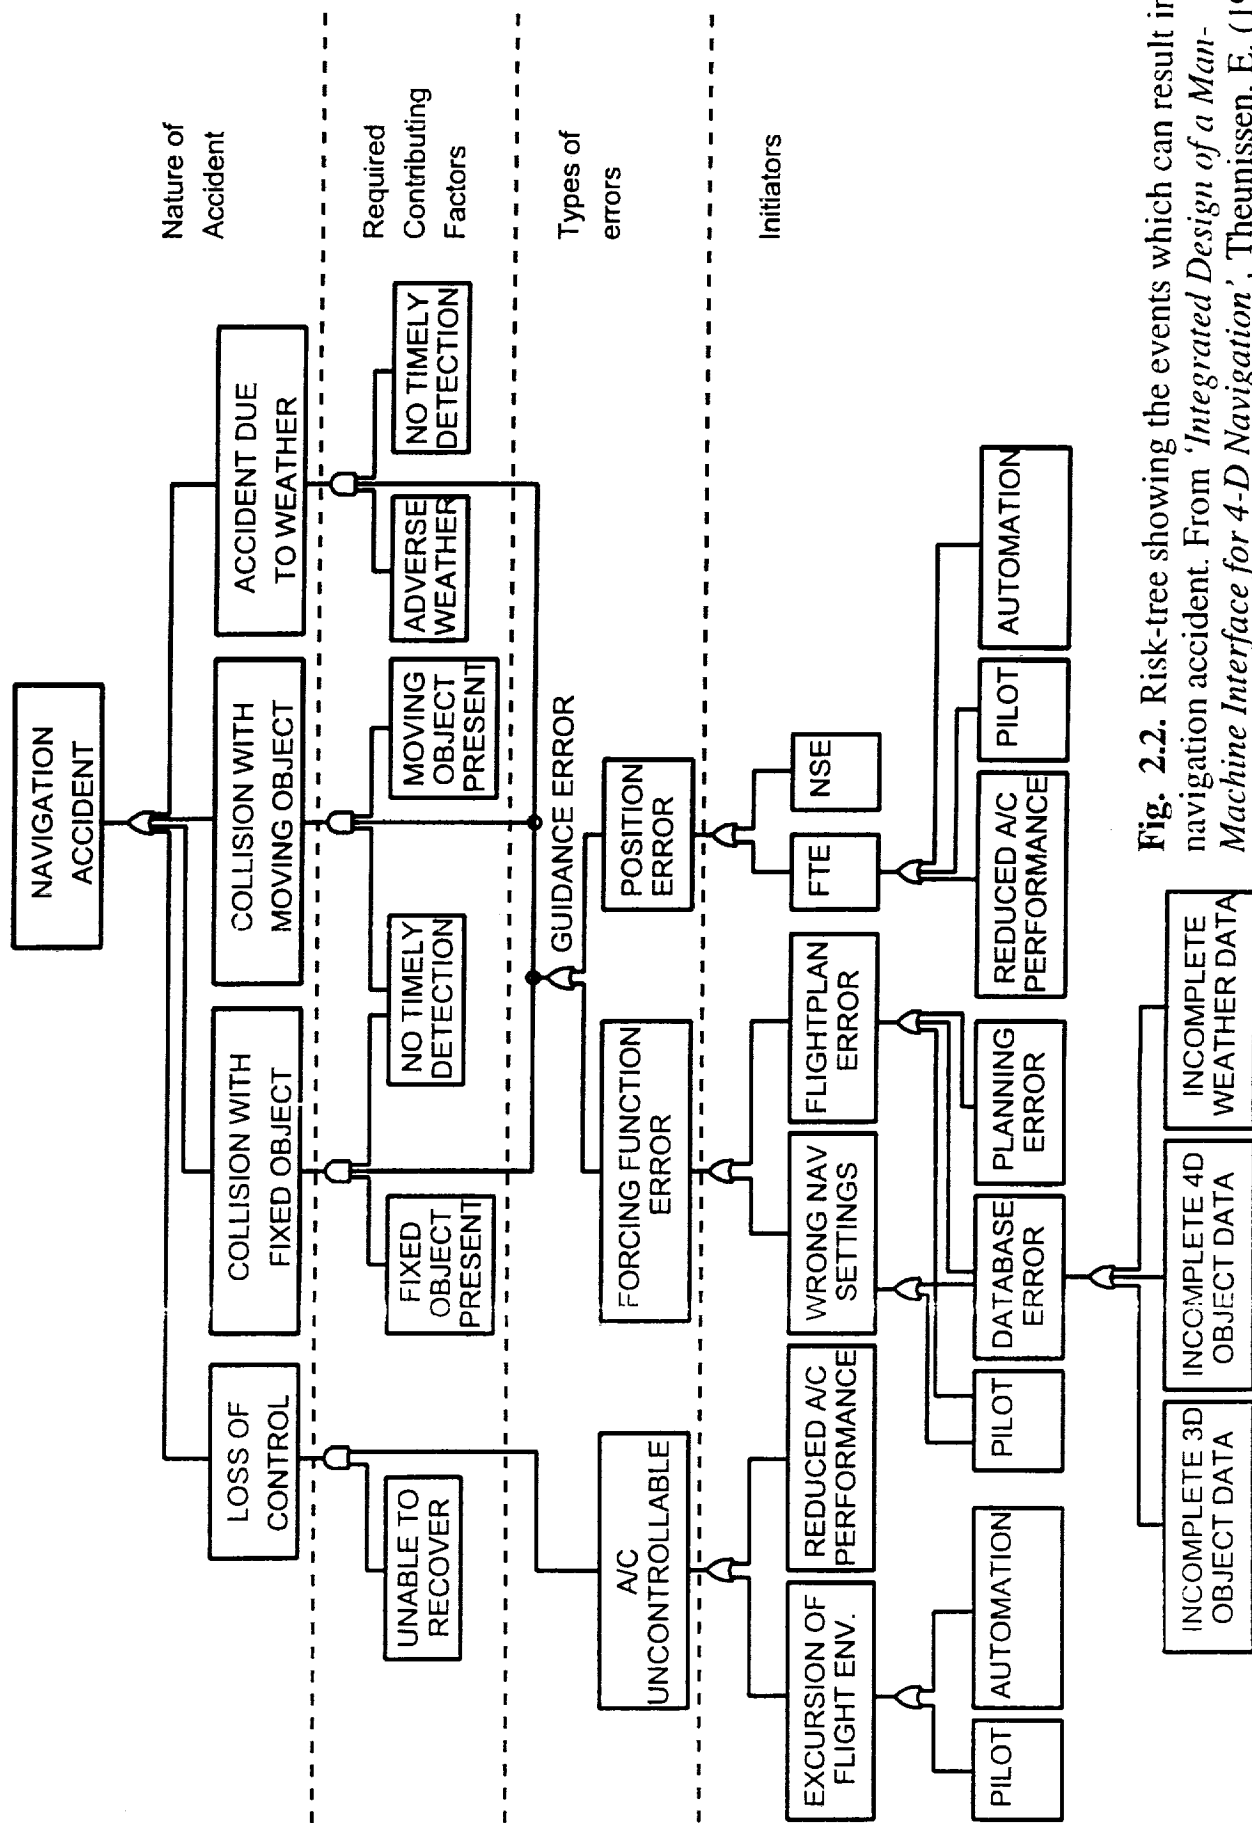 NAVIGATION
ACCIDENT
Nature of
Accident
LOSS OF
CONTROL
COLLISION WITH
FIXED OBJECT
COLLISION WITH
MOVING OBJECT
ACCIDENT DUE
TO WEATHER
Required
Contributing
Factors
UNABLE TO
RECOVER
FIXED
OBJECT
PRESENT
NO TIMELY
DETECTION
MOVING
OBJECT
PRESENT
ADVERSE
WEATHER
NO TIMELY
DETECTION
GUIDANCE ERROR
Types of
errors
A/C
UNCONTROLLABLE
FORCING FUNCTION
ERROR
POSITION
ERROR
Initiators
EXCURSION OF
FLIGHT ENV.
REDUCED A/C
PERFORMANCE
WRONG NAV
SETTINGS
FLIGHTPLAN
ERROR
FTE
NSE
PILOT
AUTOMATION
PILOT
DATABASE
ERROR
PLANNING
ERROR
REDUCED A/C
PERFORMANCE
PILOT
AUTOMATION
INCOMPLETE 3D
OBJECT DATA
INCOMPLETE 4D
OBJECT DATA
INCOMPLETE
WEATHER DATA
Fig. 2.2. Risk-tree showing the events which can result in
navigation accident. From 'Integrated Design of a Man-
Machine Interface for 4-D Navigation', Theunissen, E. (19